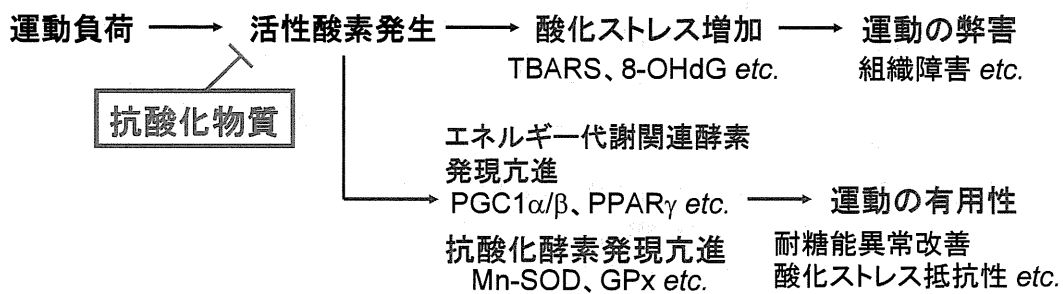 運動負荷 活性酸素発生 酸化ストレス増加 運動の弊害
TBARS、8-OHdG etc. 組織障害 etc.
抗酸化物質
エネルギー代謝関連酵素
発現亢進
PGC1α/β、PPARγ etc. 運動の有用性
抗酸化酵素発現亢進 耐糖能異常改善
Mn-SOD、GPx etc. 酸化ストレス抵抗性 etc.